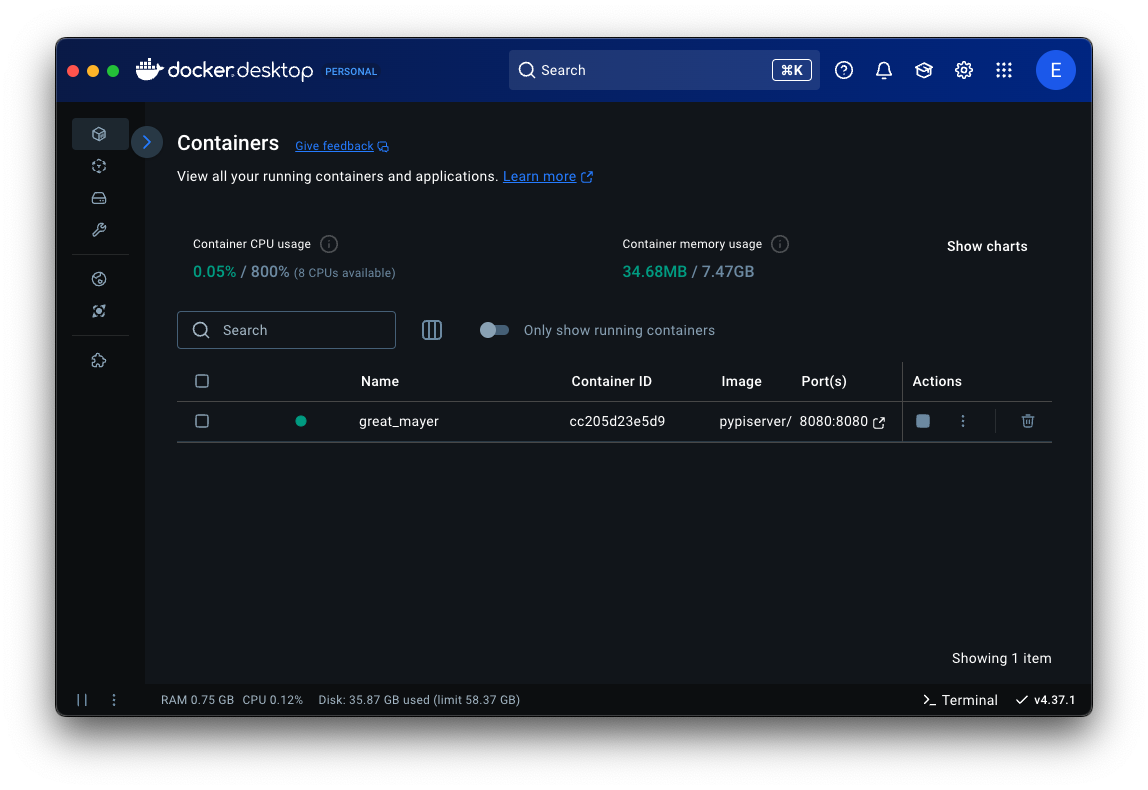 docker.desktop PERSONAL
Search ⌘K
E
Containers Give feedback
View all your running containers and applications. Learn more
Container CPU usage
Container memory usage
Show charts
0.05% / 800% (8 CPUs available)
34.68MB / 7.47GB
Search
Only show running containers
Name Container ID Image Port(s) Actions
great_mayer cc205d23e5d9 pypiserver/ 8080:8080
Showing 1 item
RAM 0.75 GB CPU 0.12% Disk: 35.87 GB used (limit 58.37 GB)
>_ Terminal
v4.37.1